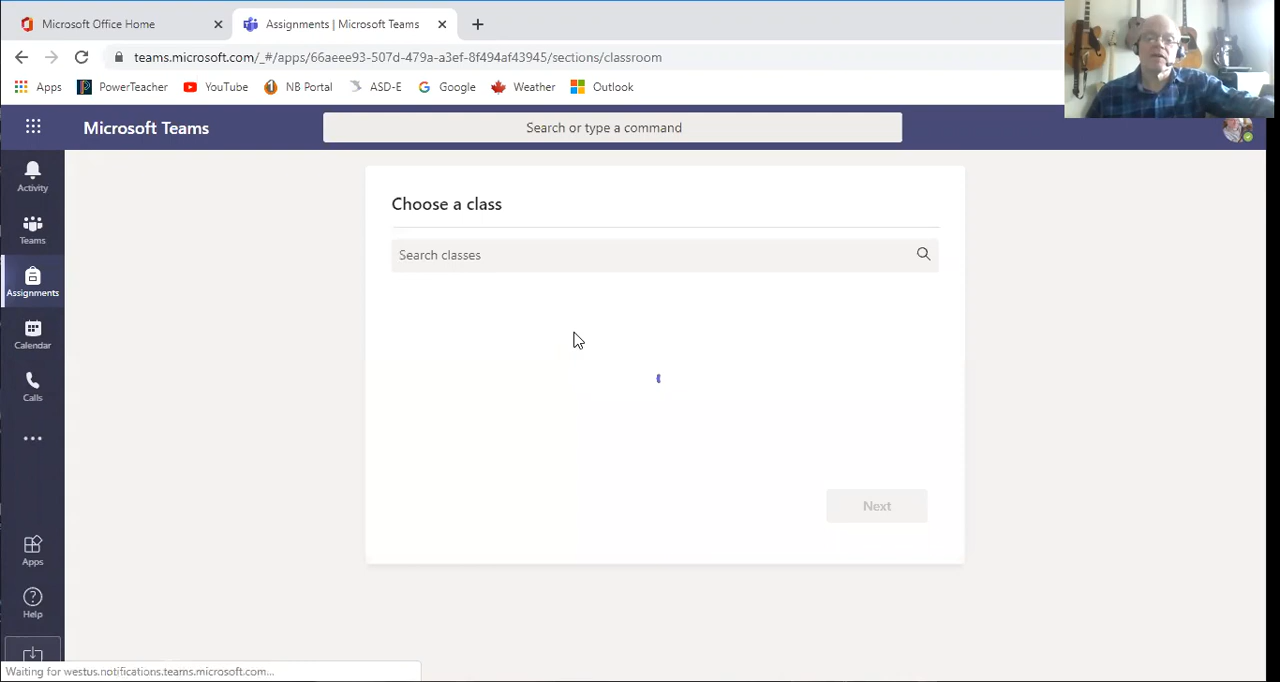 Microsoft Office Home
Assignments | Microsoft Teams
teams.microsoft.com/_#/apps/66aeee93-507d-479a-a3ef-8f494af43945/sections/classroom
Apps PowerTeacher YouTube NB Portal ASD-E Google Weather Outlook
Microsoft Teams
Search or type a command
Activity
Teams
Assignments
Calendar
Calls
Apps
Help
Choose a class
Search classes
Next
Waiting for westus.notifications.teams.microsoft.com...